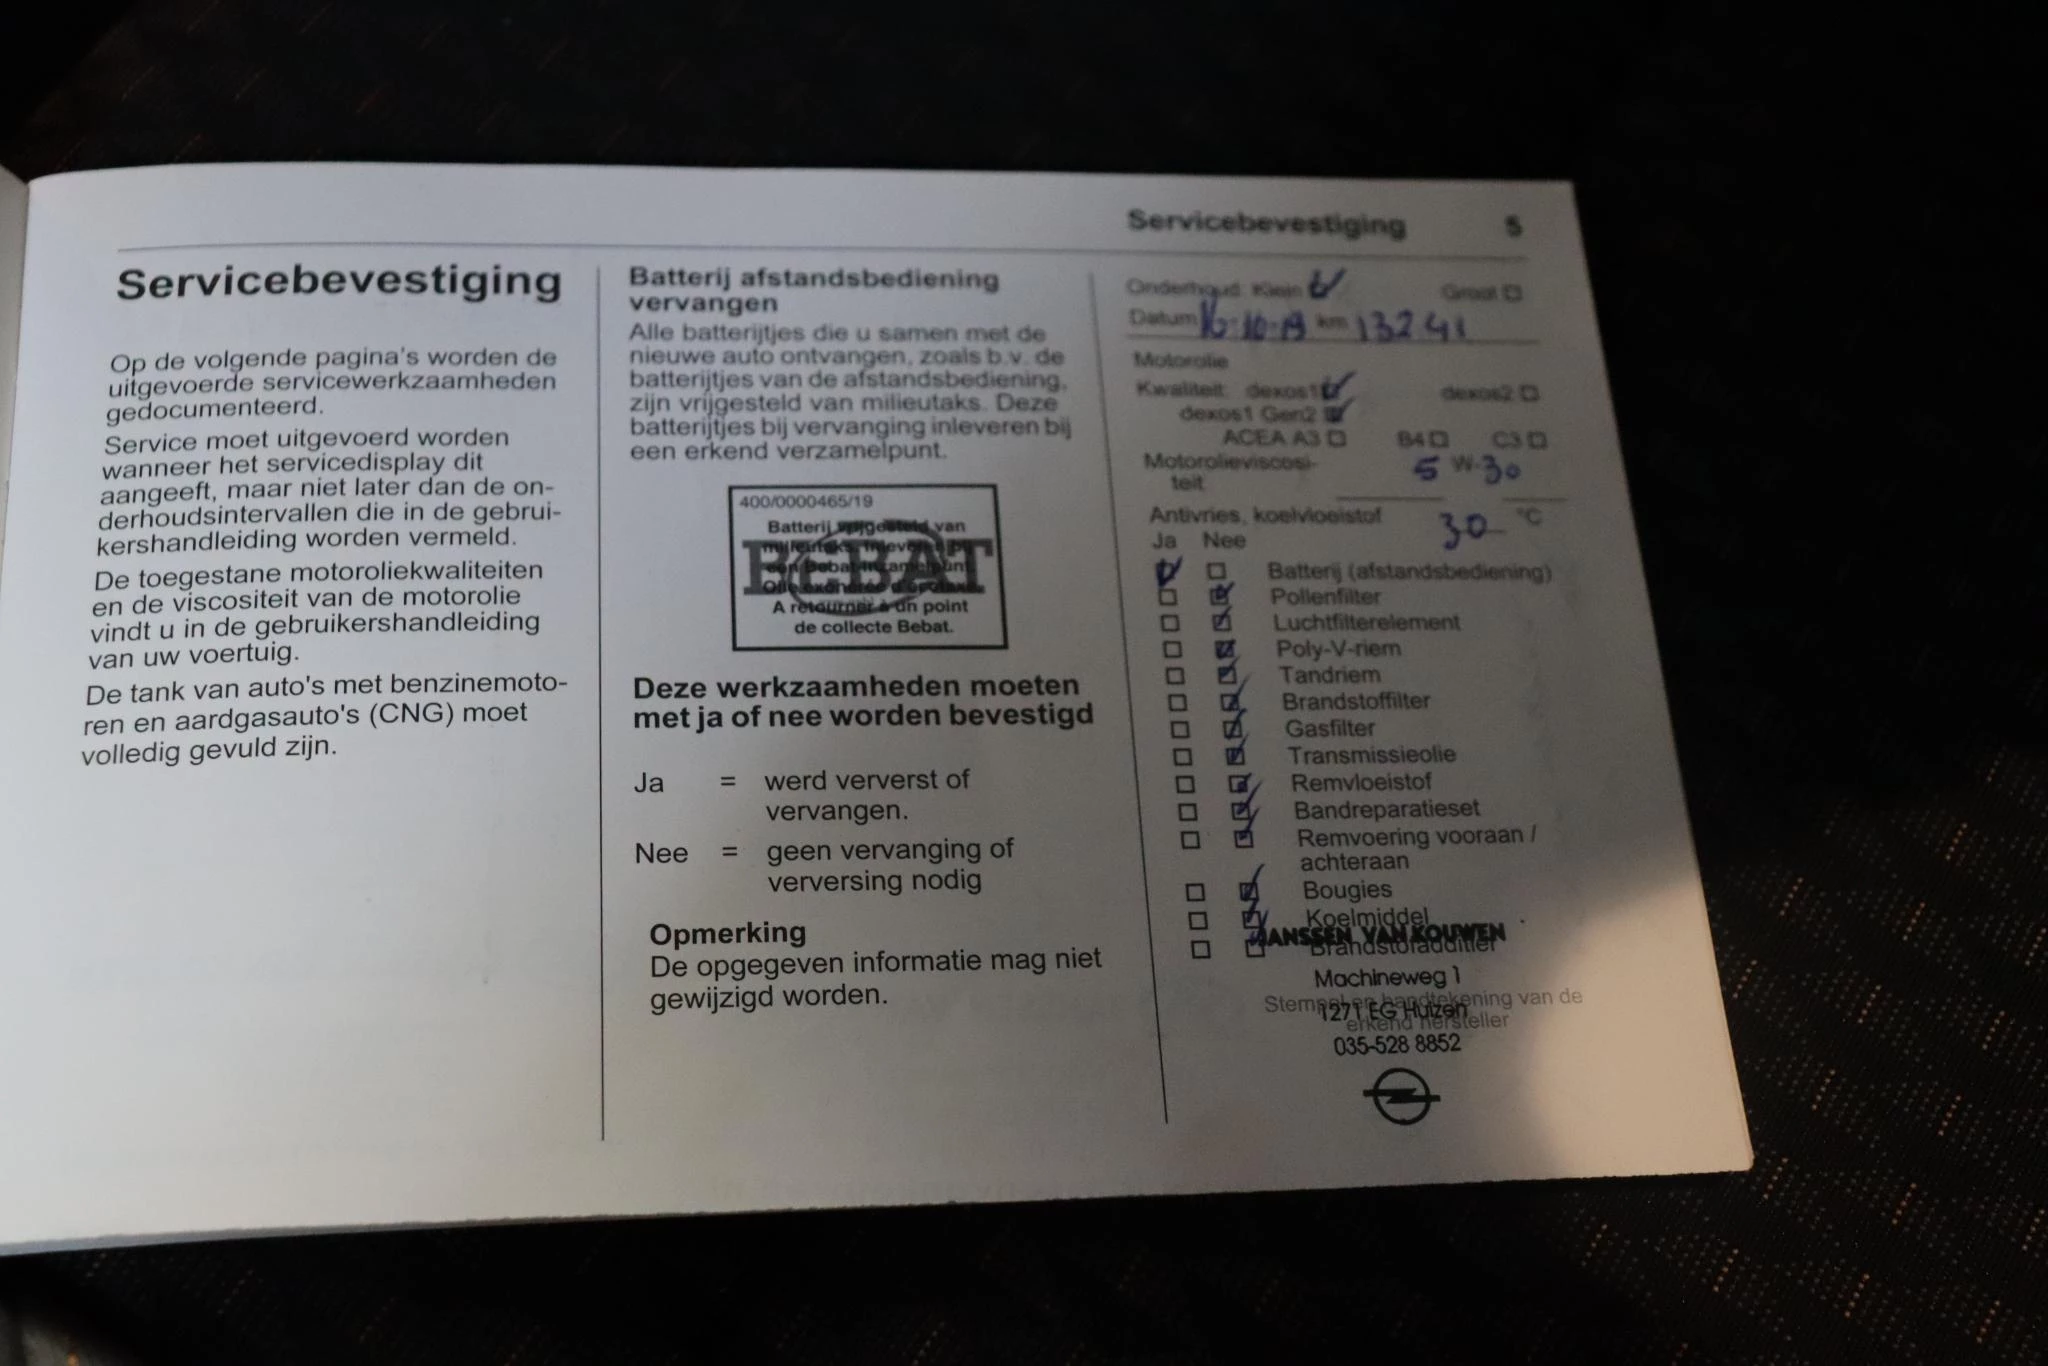 Servicebevestiging 5
Servicebevestiging
Op de volgende pagina's worden de
uitgevoerde servicewerkzaamheden
gedocumenteerd.
Service moet uitgevoerd worden
wanneer het servicedisplay dit
aangeeft, maar niet later dan de on-
derhoudsintervallen die in de gebrui-
kershandleiding worden vermeld.
De toegestane motoroliekwaliteiten
en de viscositeit van de motorolie
vindt u in de gebruikershandleiding
van uw voertuig.
De tank van auto's met benzinemoto-
ren en aardgasauto's (CNG) moet
volledig gevuld zijn.
Batterij afstandsbediening
vervangen
Alle batterijtjes die u samen met de
nieuwe auto ontvangen, zoals b.v. de
batterijtjes van de afstandsbediening,
zijn vrijgesteld van milieutaks. Deze
batterijtjes bij vervanging inleveren bij
een erkend verzamelpunt.
400/0000465/19
BEBAT
Batterij vrijgesteld van
milieutaks. Inleveren bij
een Bebat-inzamelpunt.
A retourner à un point
de collecte Bebat.
Deze werkzaamheden moeten
met ja of nee worden bevestigd
Ja = werd ververst of
vervangen.
Nee = geen vervanging of
verversing nodig
Opmerking
De opgegeven informatie mag niet
gewijzigd worden.
Onderhoud: Klein Groot
Datum 16-10-19 km 13241
Motorolie
Kwaliteit: dexos1 dexos2
dexos1 Gen2
ACEA A3 B4 C3
Motorolieviscosi-
teit 5 W-30
Antivries, koelvloeistof 30 °C
Ja Nee
Batterij (afstandsbediening)
Pollenfilter
Luchtfilterelement
Poly-V-riem
Tandriem
Brandstoffilter
Gasfilter
Transmissieolie
Remvloeistof
Bandreparatieset
Remvoering vooraan /
achteraan
Bougies
Koelmiddel
JANSSEN VAN KOUWEN
Brandstofadditief
Machineweg 1
Stempel en handtekening van de
1271 EG Huizen
erkend hersteller
035-528 8852